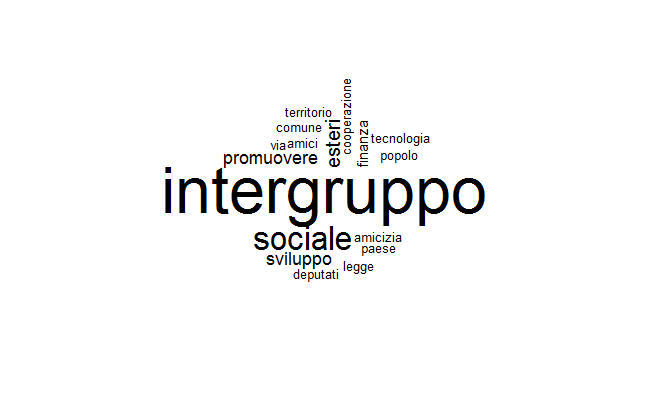 cooperazione
territorio
esteri
finanza
comune
tecnologia
via
amici
promuovere
popolo
intergruppo
sociale
amicizia
paese
sviluppo
legge
deputati